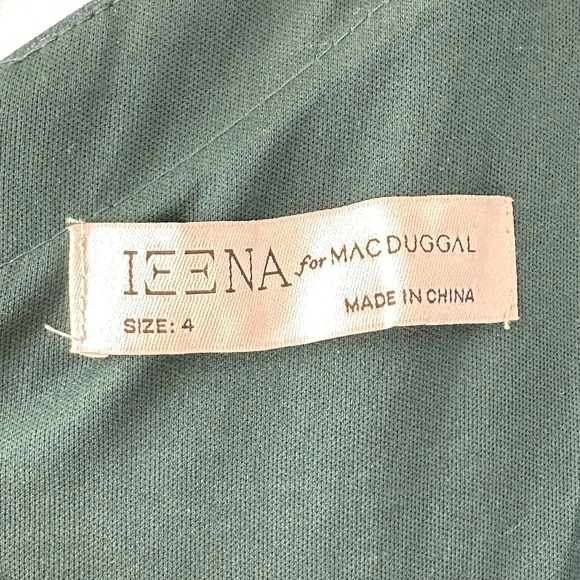 IEENA for MAC DUGGAL
SIZE: 4
MADE IN CHINA